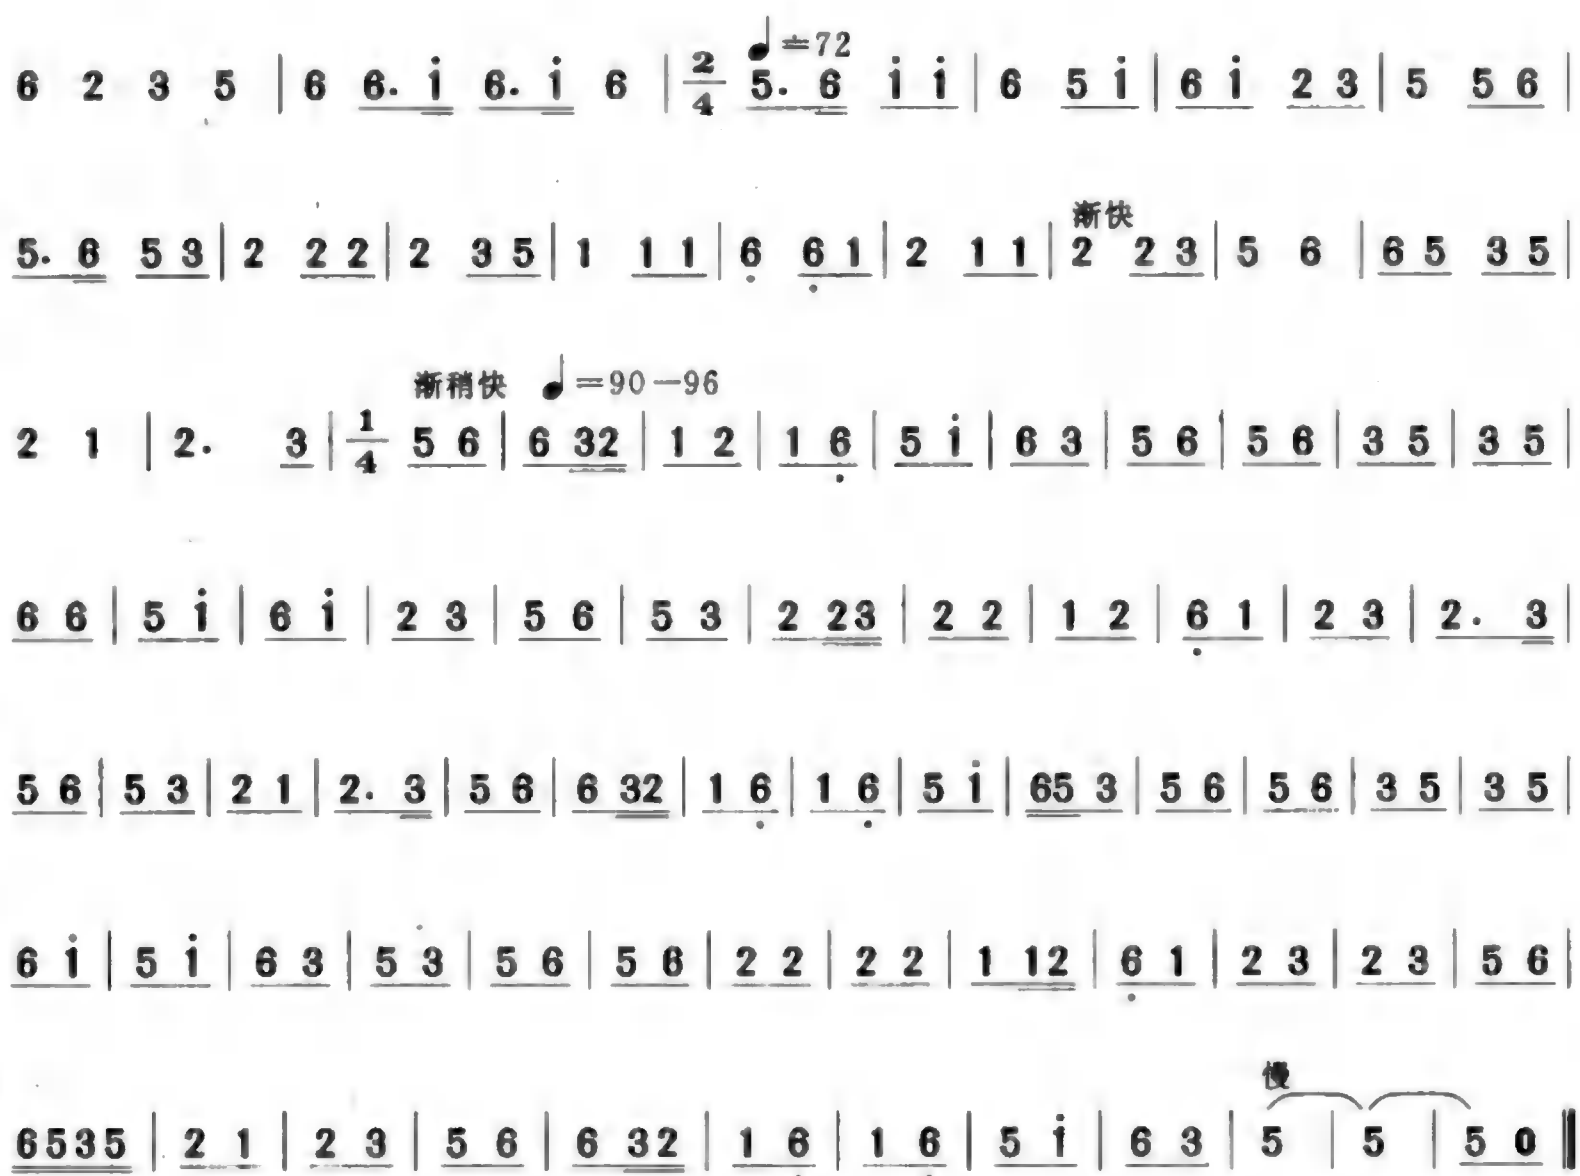 ♩=72
6 2 3 5 | 6 6. i̇ 6. i̇ 6 | 2/4 5. 6 i̇ i̇ | 6 5 i̇ | 6 i̇ 2 3 | 5 5 6 |
渐快
5. 6 5 3 | 2 2 2 | 2 3 5 | 1 1 1 | 6̣ 6̣ 1 | 2 1 1 | 2 2 3 | 5 6 | 6 5 3 5 |
渐稍快 ♩=90—96
2 1 | 2. 3 | 1/4 5 6 | 6 32 | 1 2 | 1 6̣ | 5 i̇ | 6 3 | 5 6 | 5 6 | 3 5 | 3 5 |
6 6 | 5 i̇ | 6 i̇ | 2 3 | 5 6 | 5 3 | 2 23 | 2 2 | 1 2 | 6̣ 1 | 2 3 | 2. 3 |
5 6 | 5 3 | 2 1 | 2. 3 | 5 6 | 6 32 | 1 6̣ | 1 6̣ | 5 i̇ | 65 3 | 5 6 | 5 6 | 3 5 | 3 5 |
6 i̇ | 5 i̇ | 6 3 | 5 3 | 5 6 | 5 6 | 2 2 | 2 2 | 1 12 | 6̣ 1 | 2 3 | 2 3 | 5 6 |
慢
6535 | 2 1 | 2 3 | 5 6 | 6 32 | 1 6̣ | 1 6̣ | 5 i̇ | 6 3 | 5 | 5 | 5 0 ‖